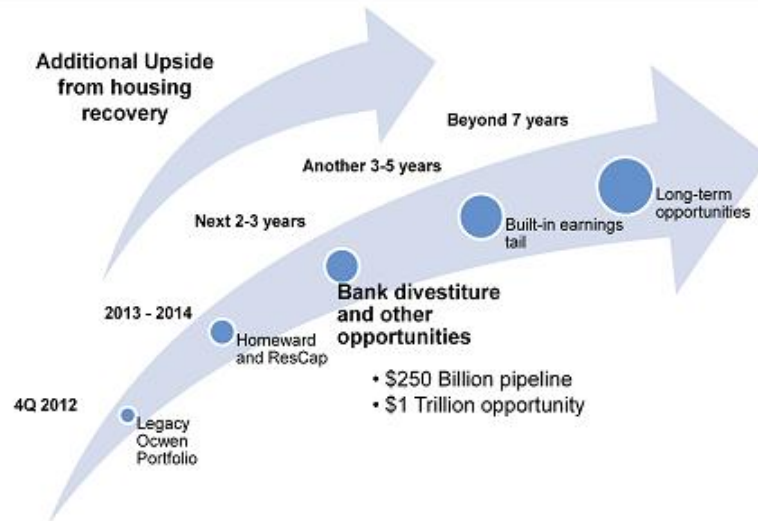 Additional Upside
from housing
recovery
Beyond 7 years
Another 3-5 years
Long-term
opportunities
Next 2-3 years
Built-in earnings
tail
Bank divestiture
and other
opportunities
2013 - 2014
Homeward
and ResCap
• $250 Billion pipeline
• $1 Trillion opportunity
4Q 2012
Legacy
Ocwen
Portfolio